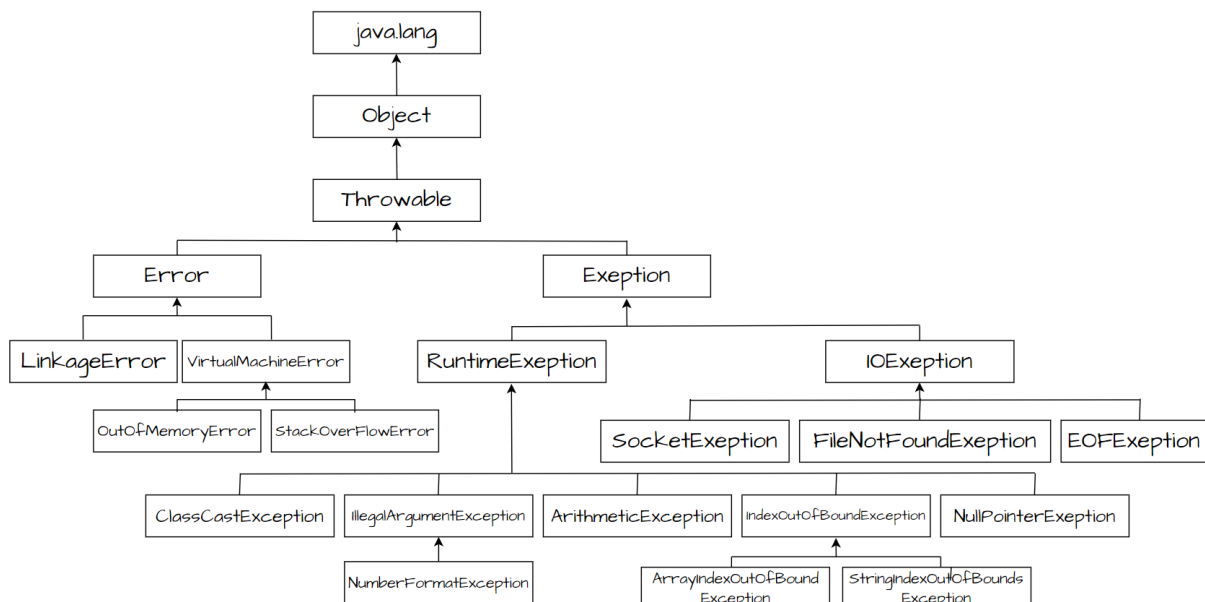 java.lang
Object
Throwable
Error
Exeption
LinkageError
VirtualMachineError
RuntimeExeption
IOExeption
OutOfMemoryError
StackOverFlowError
SocketExeption
FileNotFoundExeption
EOFExeption
ClassCastException
IllegalArgumentException
ArithmeticException
IndexOutOfBoundException
NullPointerExeption
NumberFormatException
ArrayIndexOutOfBound
Exception
StringIndexOutOfBounds
Exception